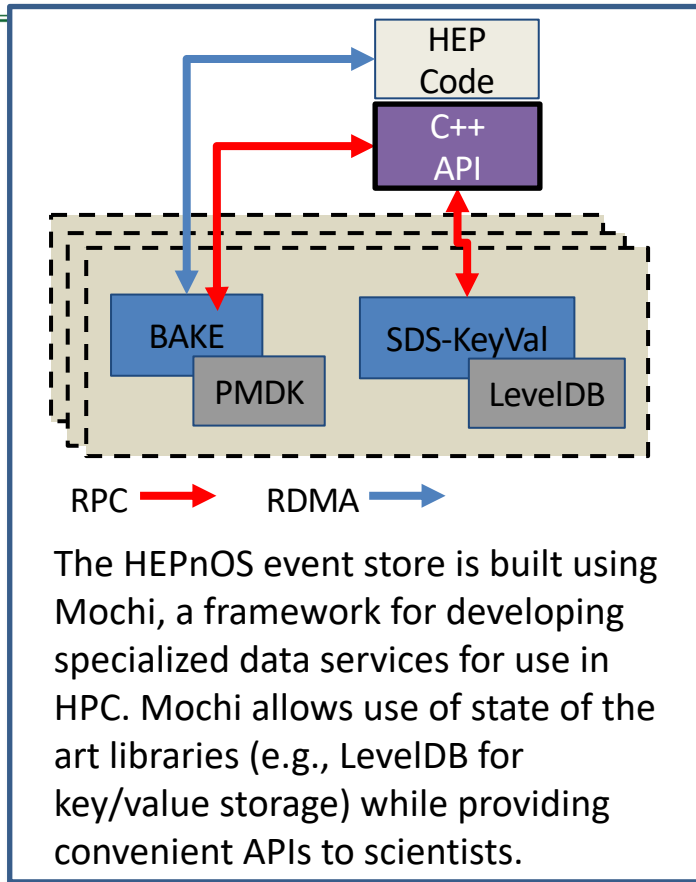 HEP
Code
C++
API
BAKE
PMDK
SDS-KeyVal
LevelDB
RPC
RDMA
The HEPnOS event store is built using
Mochi, a framework for developing
specialized data services for use in
HPC. Mochi allows use of state of the
art libraries (e.g., LevelDB for
key/value storage) while providing
convenient APIs to scientists.